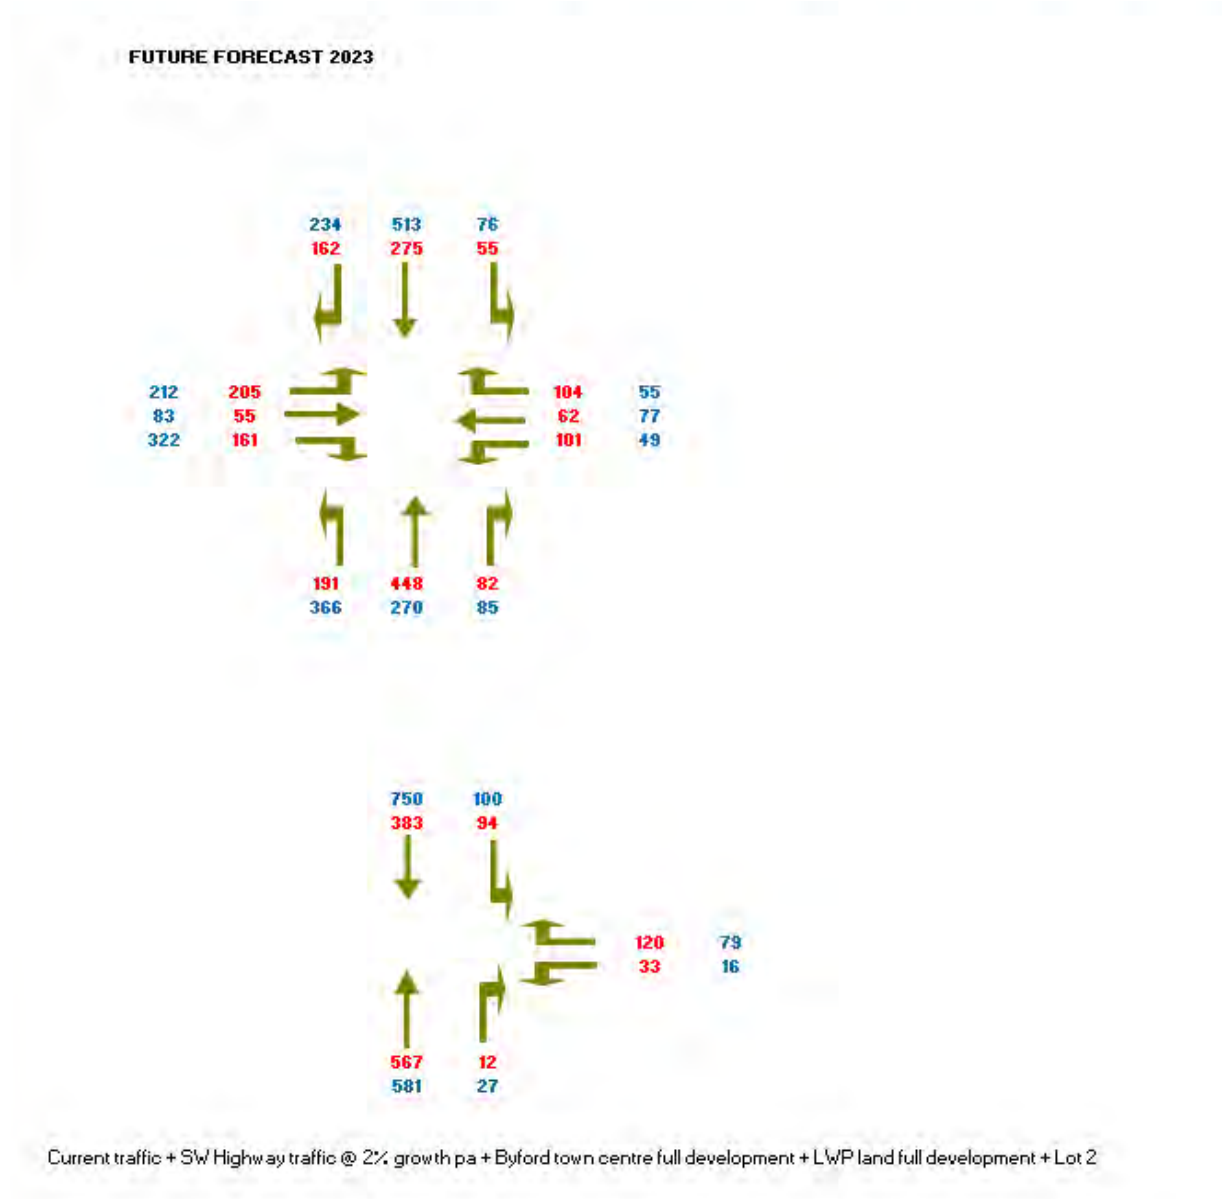 FUTURE FORECAST 2023
234 513 76
162 275 55
212 205 104 55
83 55 62 77
322 161 101 49
191 448 82
366 270 85
750 100
383 94
120 79
33 16
567 12
581 27
Current traffic + SW Highway traffic @ 2% growth pa + Byford town centre full development + LWP land full development + Lot 2